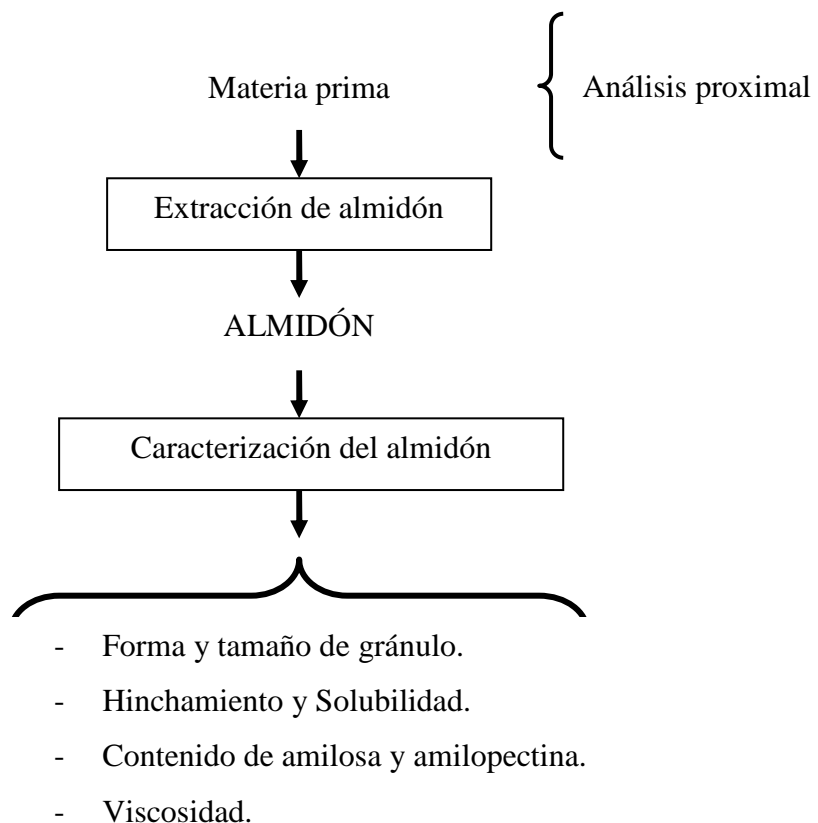 Materia prima
Análisis proximal
Extracción de almidón
ALMIDÓN
Caracterización del almidón
- Forma y tamaño de gránulo.
- Hinchamiento y Solubilidad.
- Contenido de amilosa y amilopectina.
- Viscosidad.